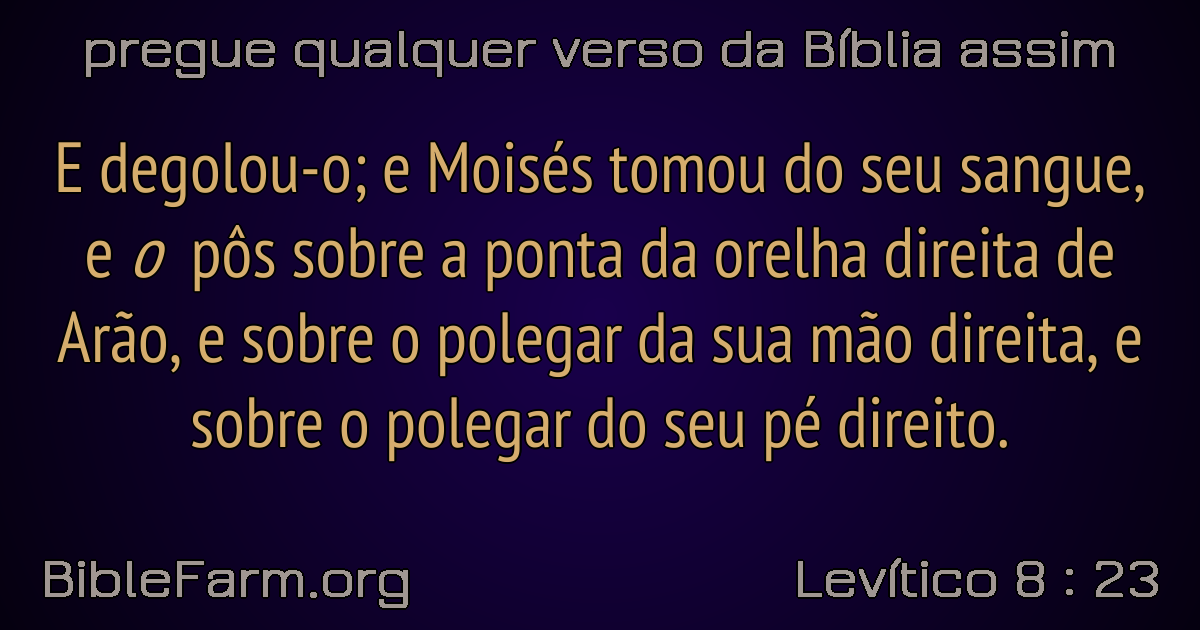 pregue qualquer verso da Bíblia assim
E degolou-o; e Moisés tomou do seu sangue,
e o pôs sobre a ponta da orelha direita de
Arão, e sobre o polegar da sua mão direita, e
sobre o polegar do seu pé direito.
BibleFarm.org
Levítico 8 : 23